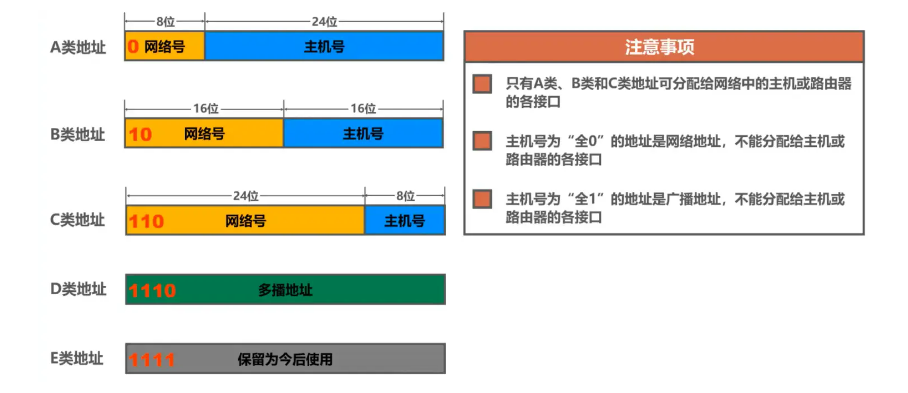 8位
24位
A类地址
0 网络号
主机号
16位
16位
B类地址
10 网络号
主机号
24位
8位
C类地址
110 网络号
主机号
D类地址
1110 多播地址
E类地址
1111 保留为今后使用
注意事项
只有A类、B类和C类地址可分配给网络中的主机或路由器
的各接口
主机号为“全0”的地址是网络地址，不能分配给主机或
路由器的各接口
主机号为“全1”的地址是广播地址，不能分配给主机或
路由器的各接口